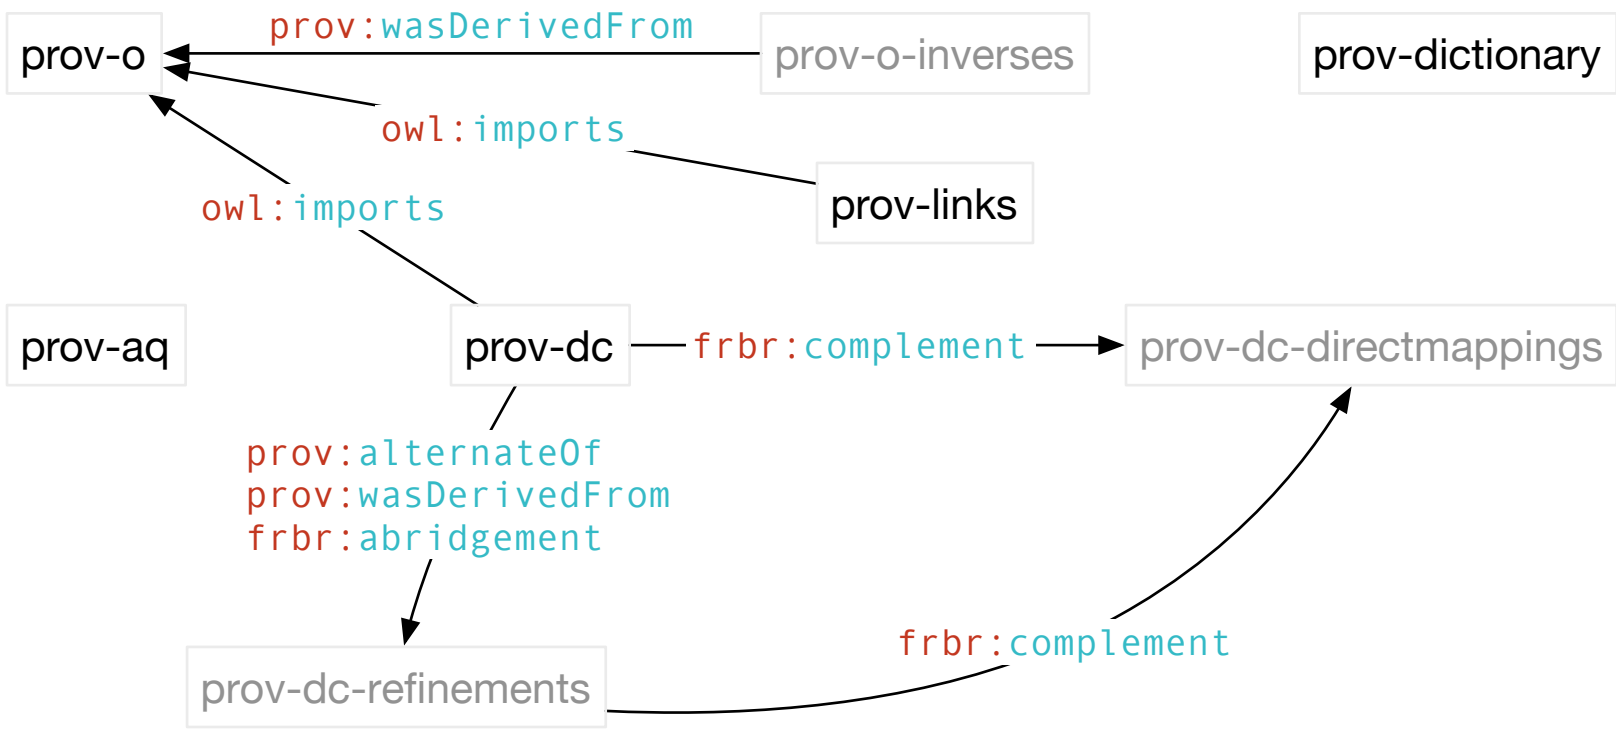 prov:wasDerivedFrom
prov-o
prov-o-inverses
prov-dictionary
owl:imports
prov-links
owl:imports
prov-aq
prov-dc
frbr:complement
prov-dc-directmappings
prov:alternateOf
prov:wasDerivedFrom
frbr:abridgement
frbr:complement
prov-dc-refinements